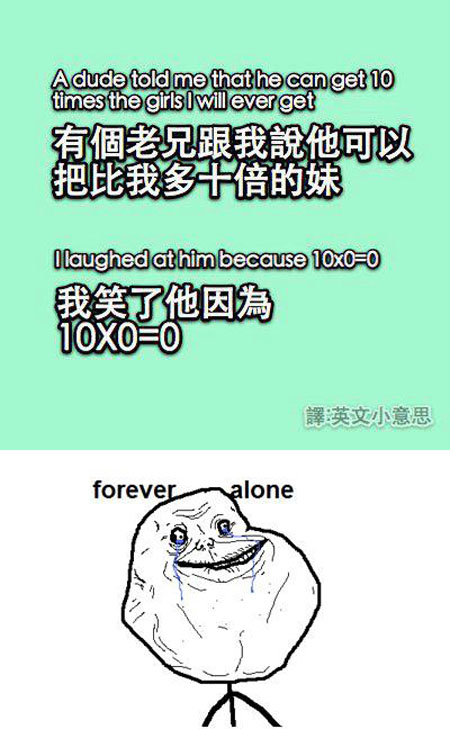 A dude told me that he can get 10
times the girls I will ever get
有個老兄跟我說他可以
把比我多十倍的妹
I laughed at him because 10x0=0
我笑了他因為
10X0=0
譯:英文小意思
forever alone